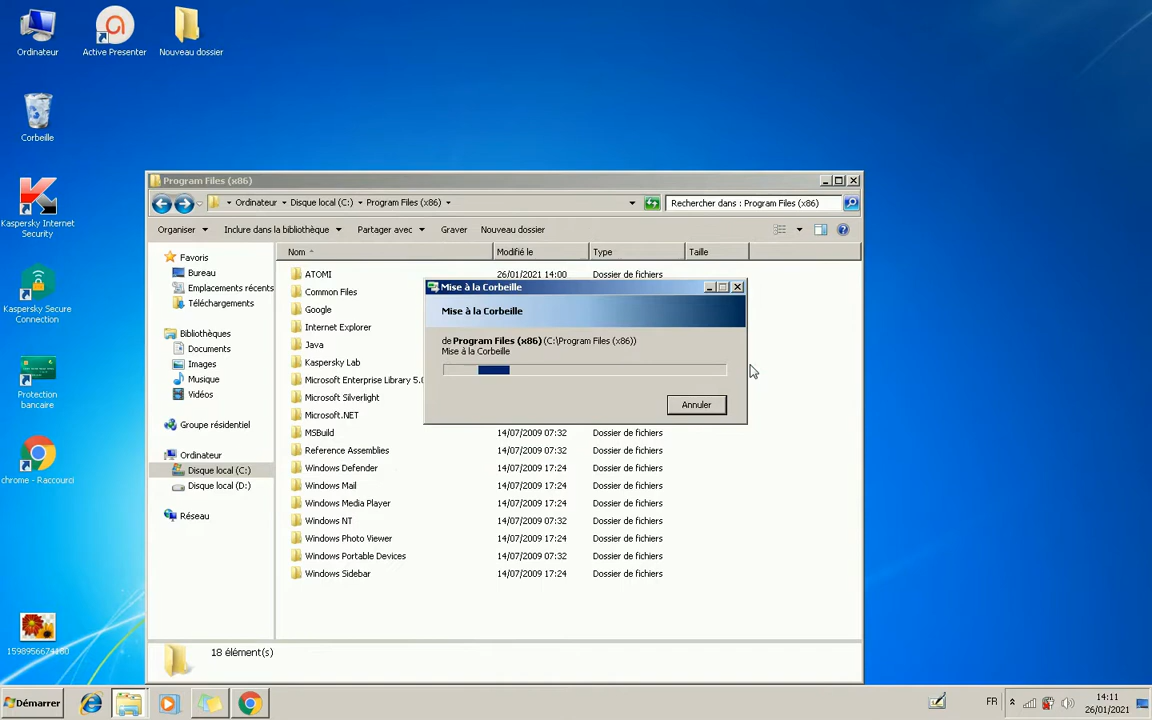 Ordinateur
Active Presenter
Nouveau dossier
Corbeille
Kaspersky Internet
Security
Kaspersky Secure
Connection
Protection
bancaire
chrome - Raccourci
1598956674180
Program Files (x86)
Ordinateur
Disque local (C:)
Program Files (x86)
Rechercher dans : Program Files (x86)
Organiser
Inclure dans la bibliothèque
Partager avec
Graver
Nouveau dossier
Favoris
Bureau
Emplacements récents
Téléchargements
Bibliothèques
Documents
Images
Musique
Vidéos
Groupe résidentiel
Ordinateur
Disque local (C:)
Disque local (D:)
Réseau
Nom Modifié le Type Taille
ATOMI 26/01/2021 14:00 Dossier de fichiers
Common Files
Google
Internet Explorer
Java
Kaspersky Lab
Microsoft Enterprise Library 5.0
Microsoft Silverlight
Microsoft.NET
MSBuild 14/07/2009 07:32 Dossier de fichiers
Reference Assemblies 14/07/2009 07:32 Dossier de fichiers
Windows Defender 14/07/2009 17:24 Dossier de fichiers
Windows Mail 14/07/2009 17:24 Dossier de fichiers
Windows Media Player 14/07/2009 17:24 Dossier de fichiers
Windows NT 14/07/2009 07:32 Dossier de fichiers
Windows Photo Viewer 14/07/2009 17:24 Dossier de fichiers
Windows Portable Devices 14/07/2009 07:32 Dossier de fichiers
Windows Sidebar 14/07/2009 17:24 Dossier de fichiers
Mise à la Corbeille
Mise à la Corbeille
de Program Files (x86) (C:\Program Files (x86))
Mise à la Corbeille
Annuler
18 élément(s)
Démarrer
FR
14:11
26/01/2021